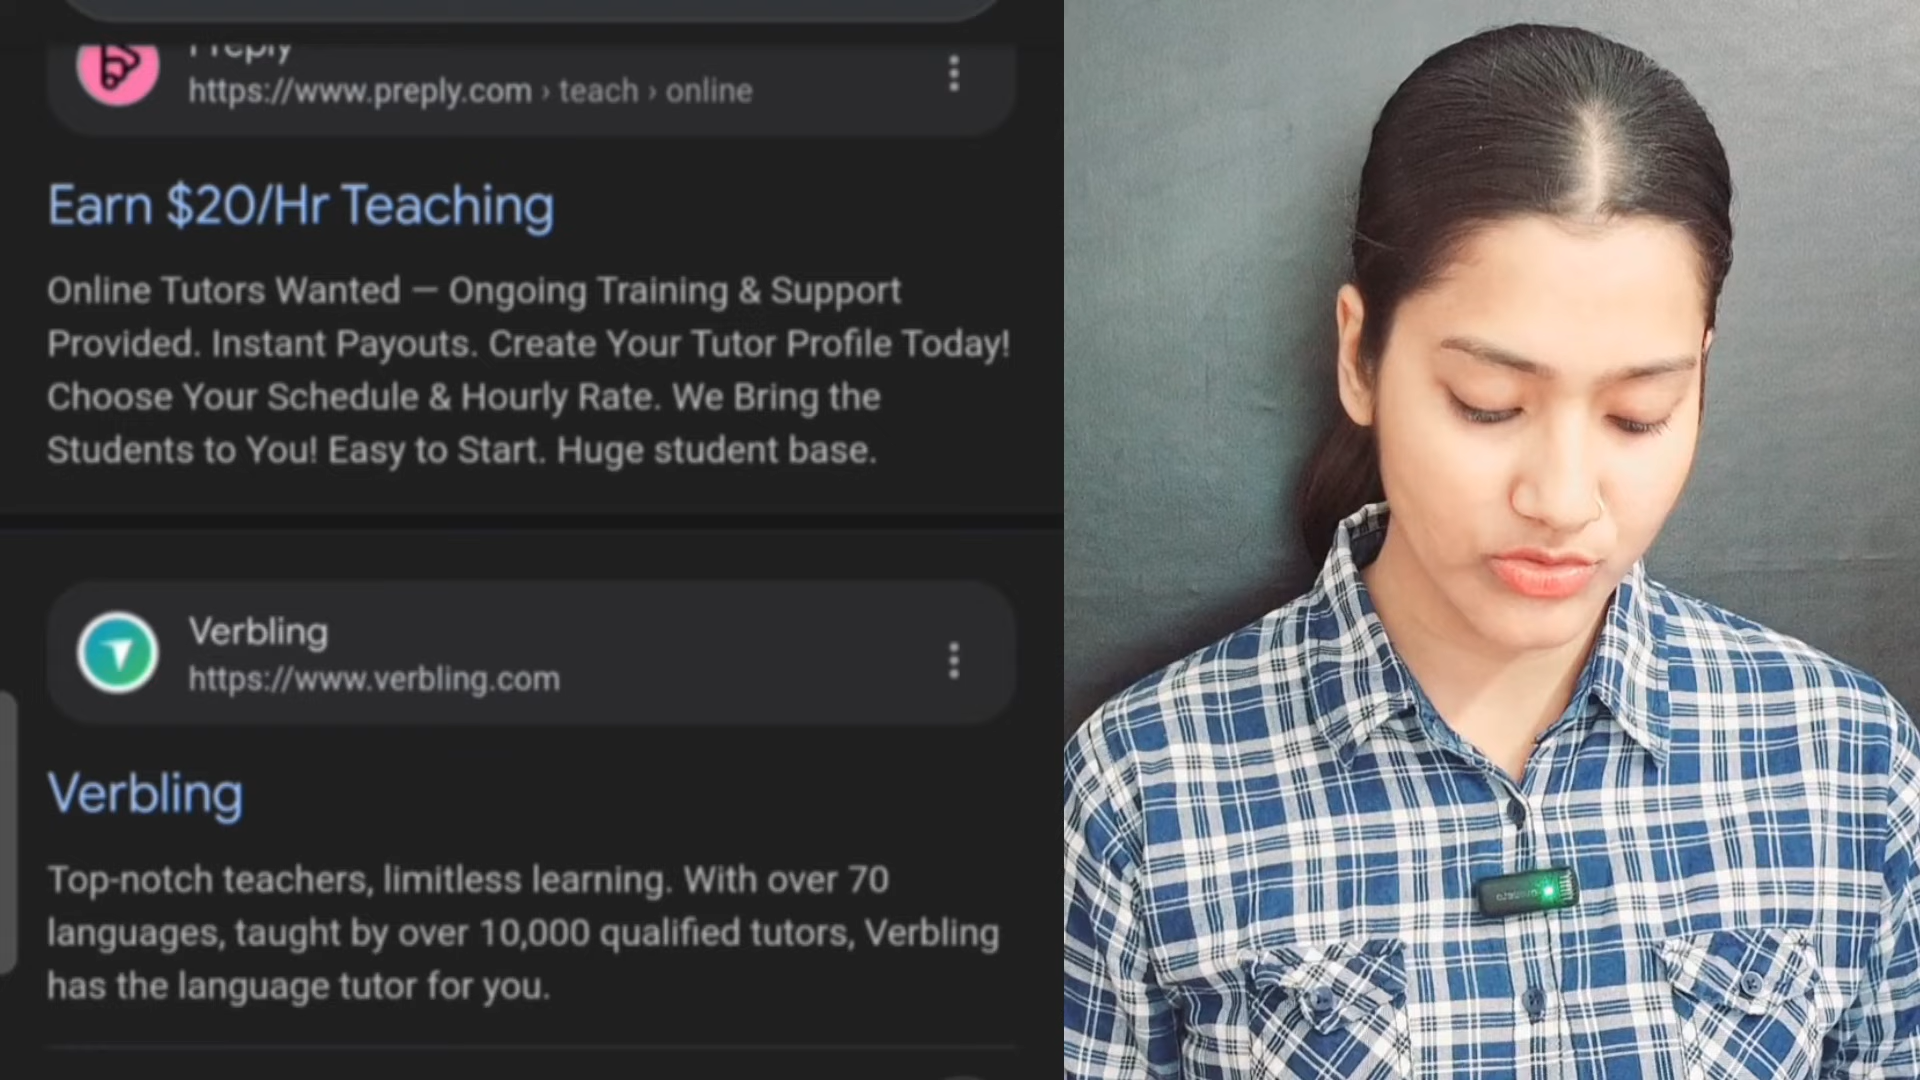 Preply
https://www.preply.com › teach › online
Earn $20/Hr Teaching
Online Tutors Wanted — Ongoing Training & Support
Provided. Instant Payouts. Create Your Tutor Profile Today!
Choose Your Schedule & Hourly Rate. We Bring the
Students to You! Easy to Start. Huge student base.
Verbling
https://www.verbling.com
Verbling
Top-notch teachers, limitless learning. With over 70
languages, taught by over 10,000 qualified tutors, Verbling
has the language tutor for you.